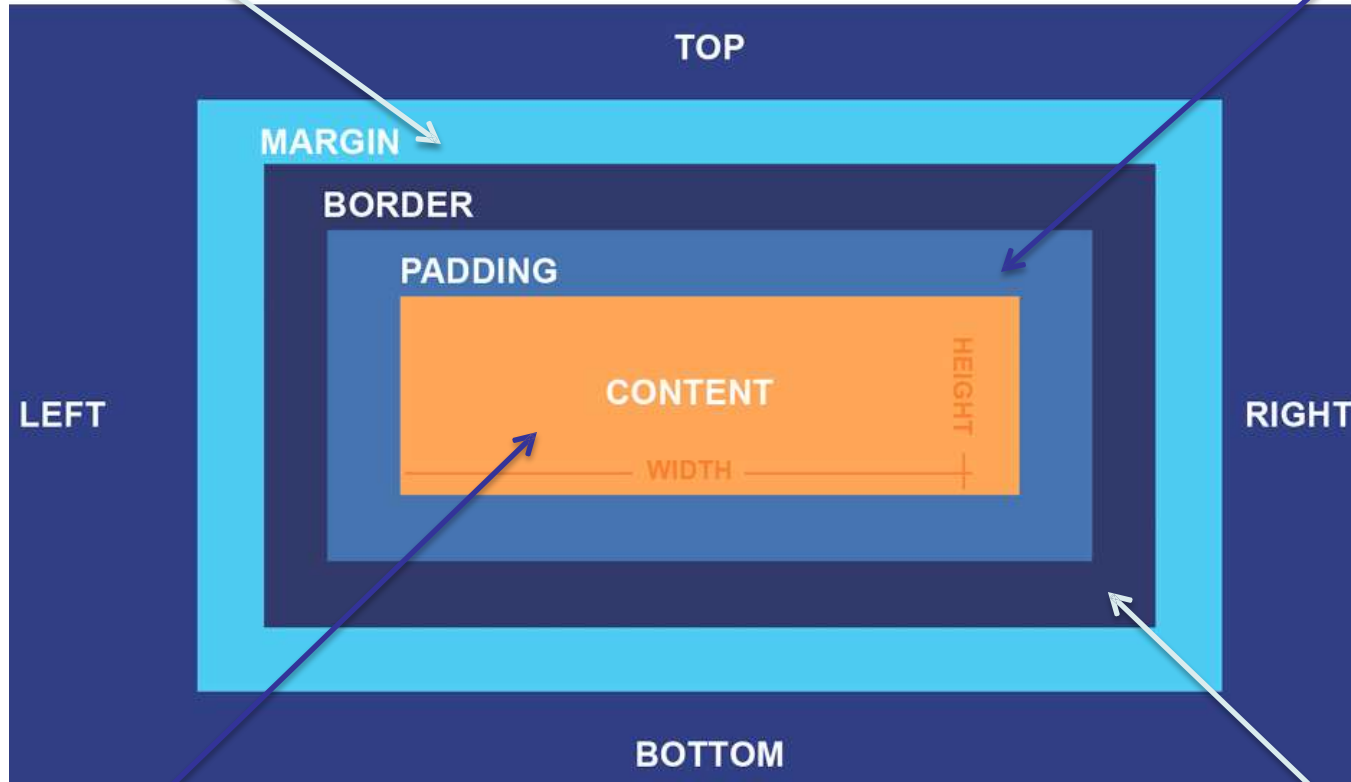 TOP
MARGIN
BORDER
PADDING
HEIGHT
CONTENT
LEFT
RIGHT
WIDTH
BOTTOM